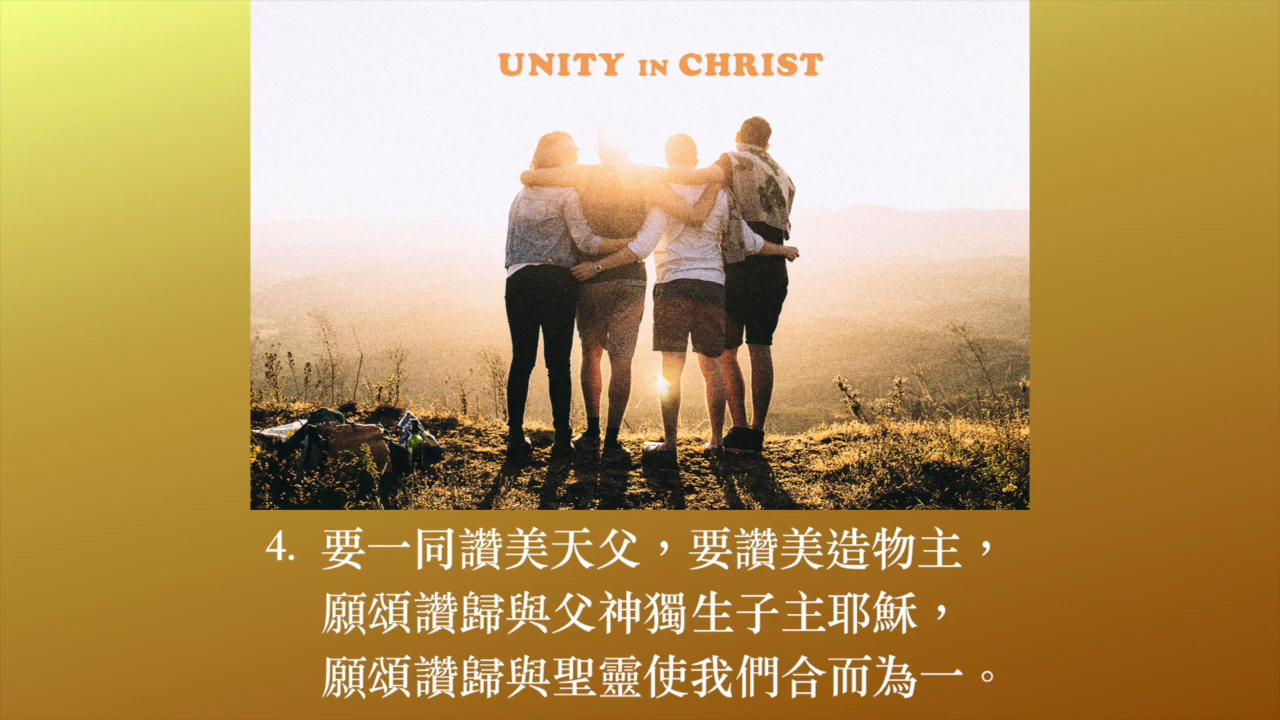 UNITY IN CHRIST
4. 要一同讚美天父，要讚美造物主，
願頌讚歸與父神獨生子主耶穌，
願頌讚歸與聖靈使我們合而為一。